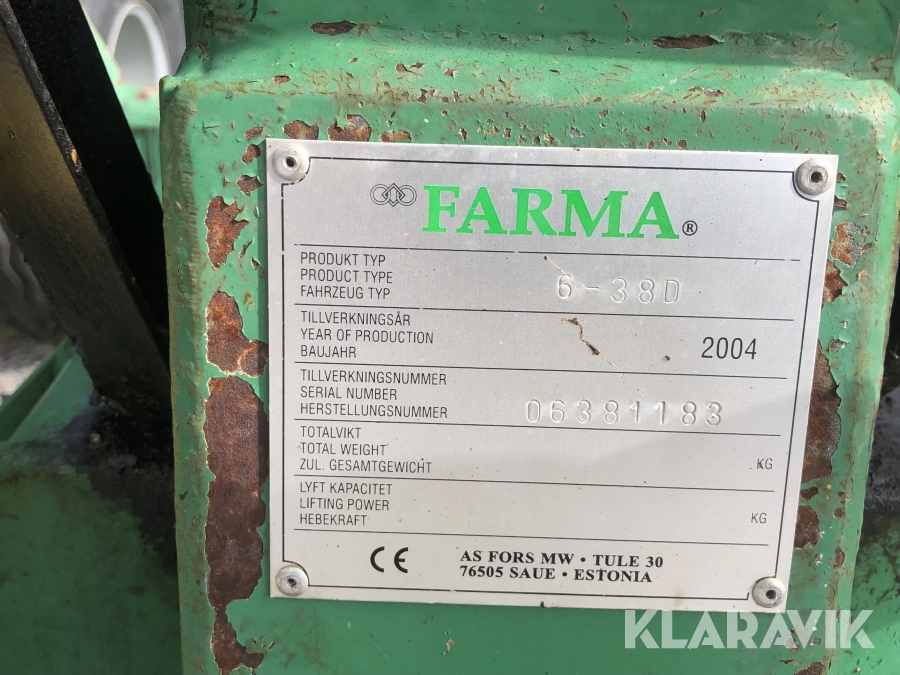 FARMA®
PRODUKT TYP
PRODUCT TYPE
FAHRZEUG TYP
6-38D
TILLVERKNINGSÅR
YEAR OF PRODUCTION
BAUJAHR
2004
TILLVERKNINGSNUMMER
SERIAL NUMBER
HERSTELLUNGSNUMMER
06381183
TOTALVIKT
TOTAL WEIGHT
ZUL. GESAMTGEWICHT
KG
LYFT KAPACITET
LIFTING POWER
HEBEKRAFT
KG
CE
AS FORS MW • TULE 30
76505 SAUE • ESTONIA
KLARAVIK